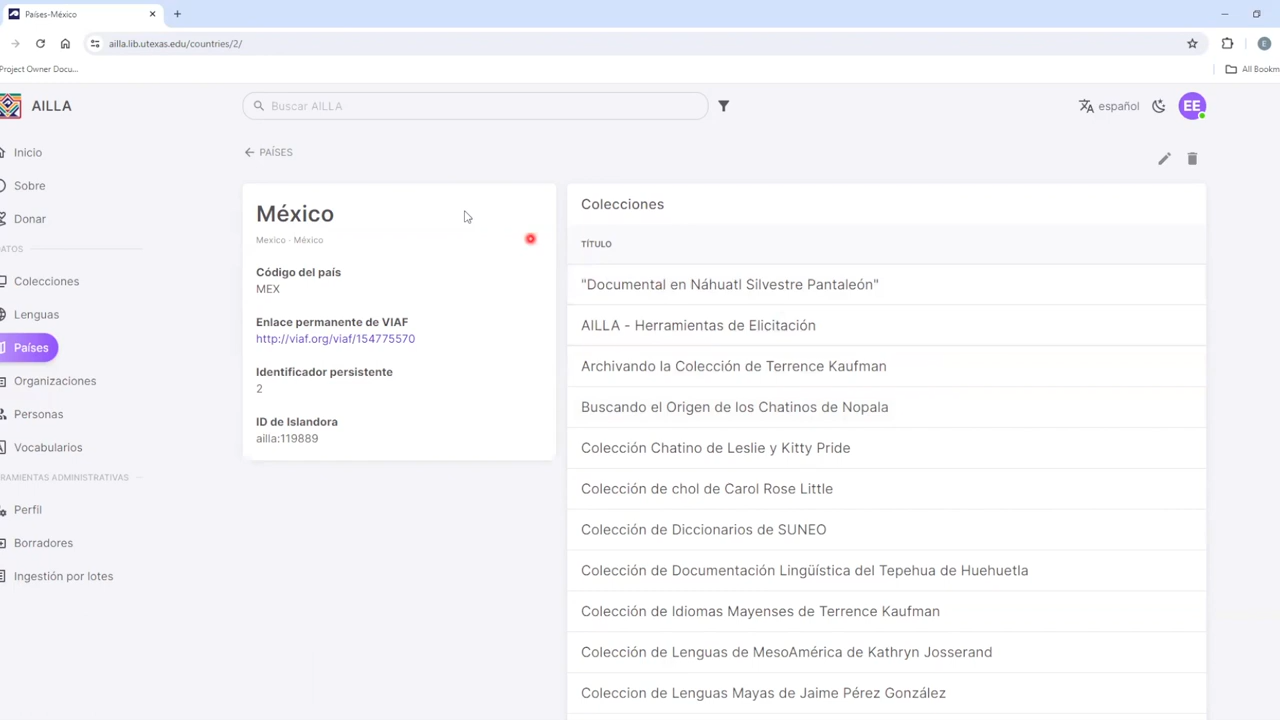 Países-México
ailla.lib.utexas.edu/countries/2/
Project Owner Docu...
All Bookm
AILLA
Buscar AILLA
español
EE
Inicio
Sobre
Donar
ATOS
Colecciones
Lenguas
Países
Organizaciones
Personas
Vocabularios
RAMIENTAS ADMINISTRATIVAS
Perfil
Borradores
Ingestión por lotes
PAÍSES
México
Mexico - México
Código del país
MEX
Enlace permanente de VIAF
http://viaf.org/viaf/154775570
Identificador persistente
2
ID de Islandora
ailla:119889
Colecciones
TÍTULO
"Documental en Náhuatl Silvestre Pantaleón"
AILLA - Herramientas de Elicitación
Archivando la Colección de Terrence Kaufman
Buscando el Origen de los Chatinos de Nopala
Colección Chatino de Leslie y Kitty Pride
Colección de chol de Carol Rose Little
Colección de Diccionarios de SUNEO
Colección de Documentación Lingüística del Tepehua de Huehuetla
Colección de Idiomas Mayenses de Terrence Kaufman
Colección de Lenguas de MesoAmérica de Kathryn Josserand
Coleccion de Lenguas Mayas de Jaime Pérez González